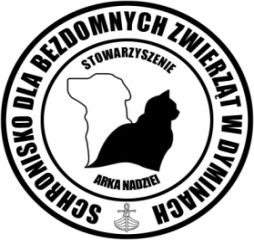 SCHRONISKO DLA BEZDOMNYCH ZWIERZĄT W DYMINACH
STOWARZYSZENIE
ARKA NADZIEI